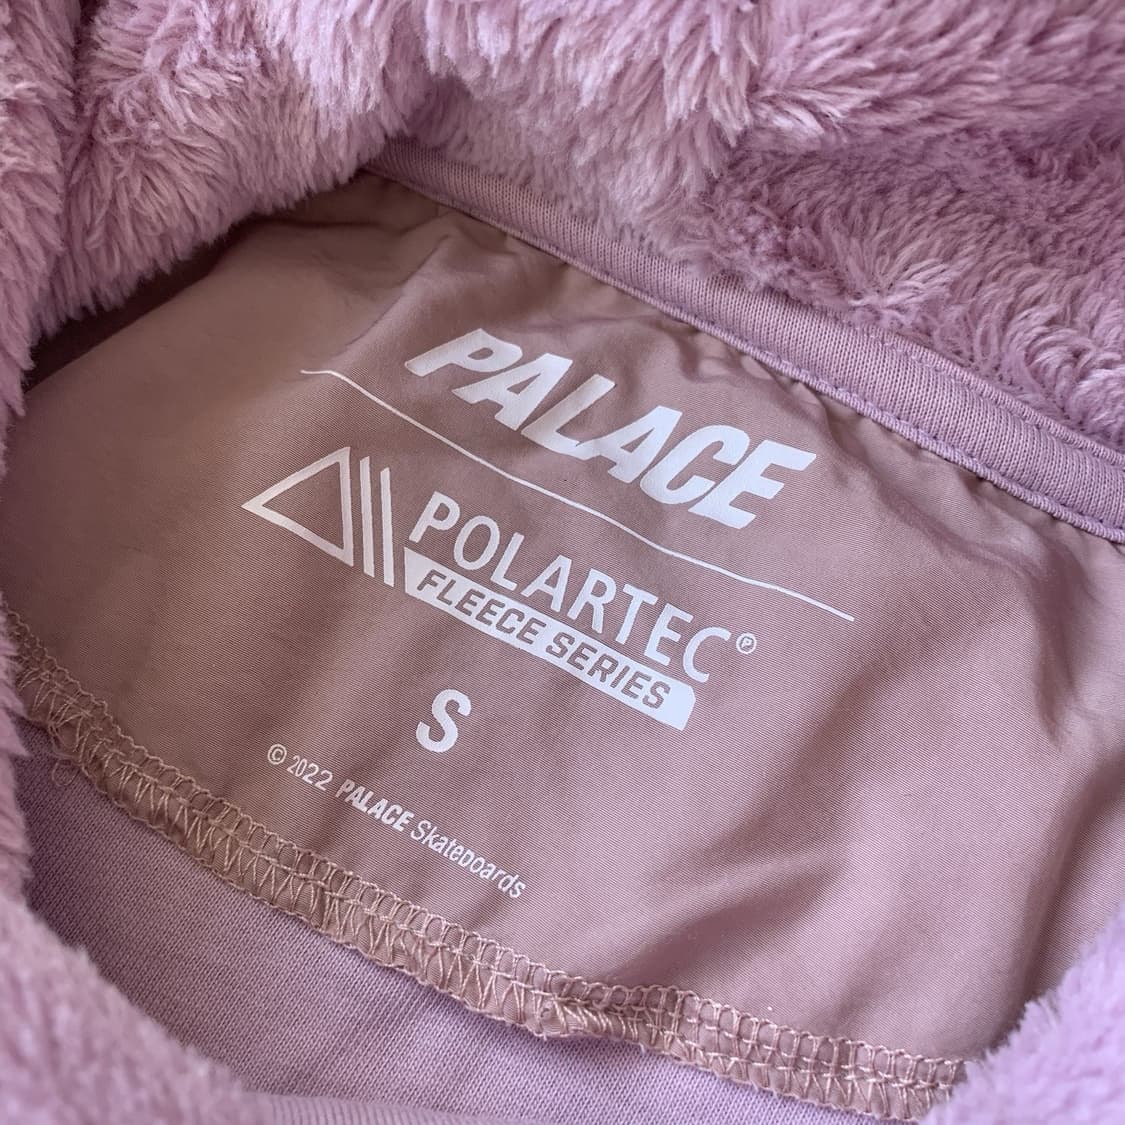 PALACE
POLARTEC®
FLEECE SERIES
S
© 2022 PALACE Skateboards